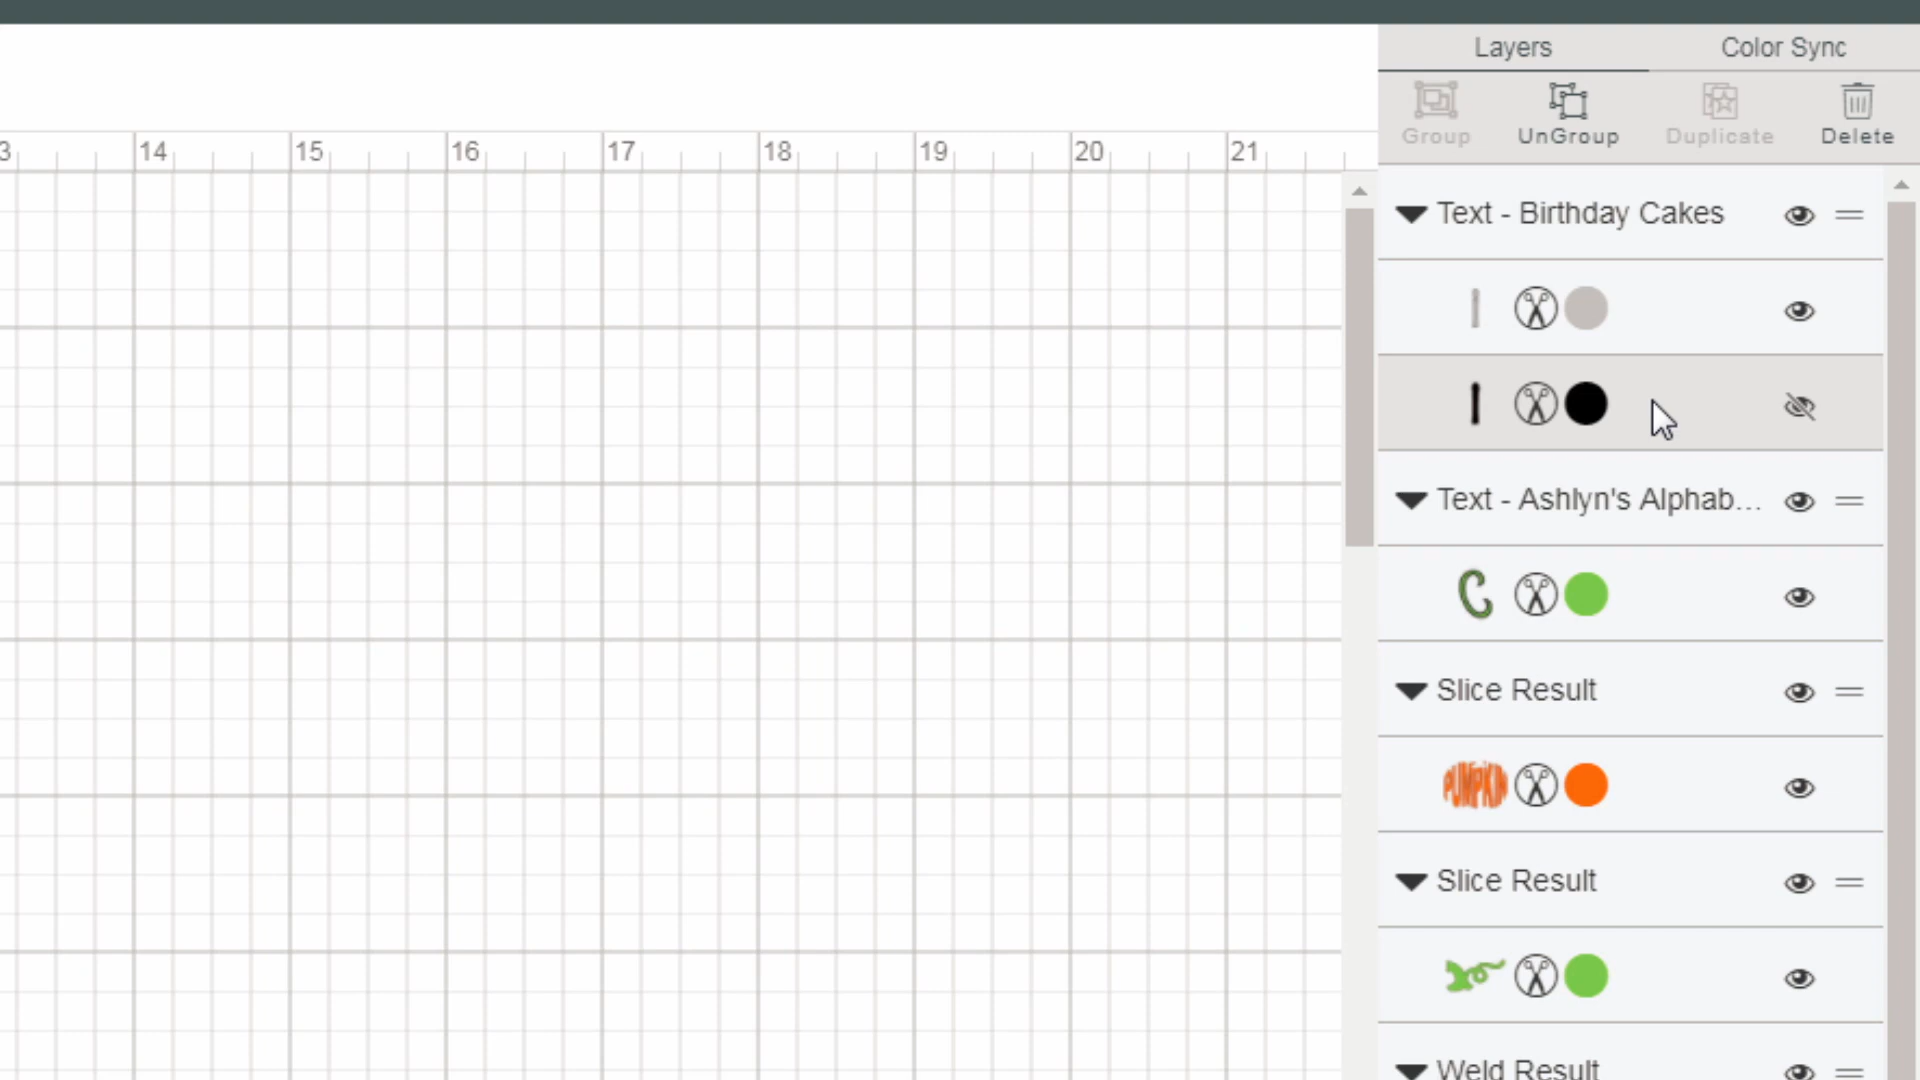 Layers Color Sync
Group UnGroup Duplicate Delete
3 14 15 16 17 18 19 20 21
Text - Birthday Cakes
Text - Ashlyn's Alphab...
Slice Result
PUMPKIN
Slice Result
Weld Result